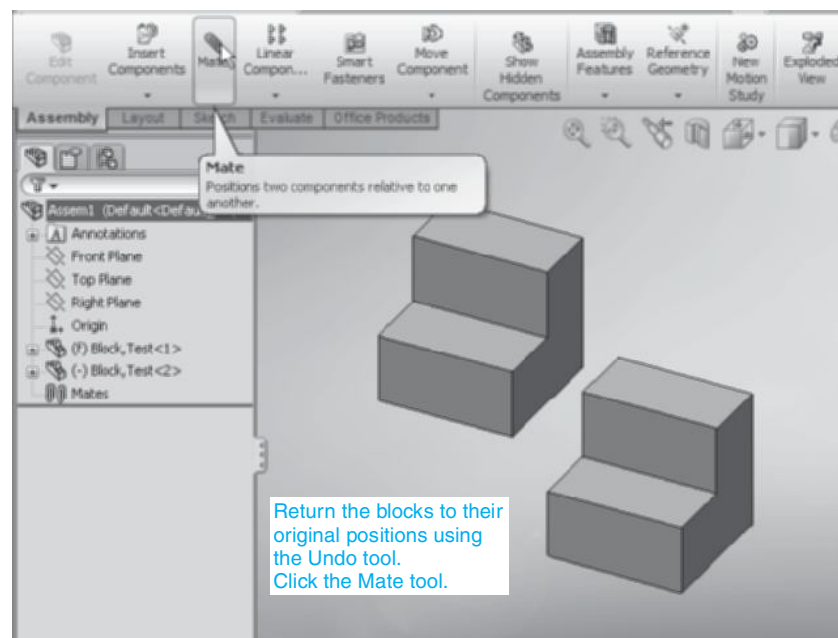 Edit
Component
Insert
Components
Mate
Linear
Compon...
Smart
Fasteners
Move
Component
Show
Hidden
Components
Assembly
Features
Reference
Geometry
New
Motion
Study
Exploded
View
Assembly Layout Sketch Evaluate Office Products
Mate
Positions two components relative to one
another.
Assem1 (Default<Def
Annotations
Front Plane
Top Plane
Right Plane
Origin
(f) Block,Test<1>
(-) Block,Test<2>
Mates
Return the blocks to their
original positions using
the Undo tool.
Click the Mate tool.